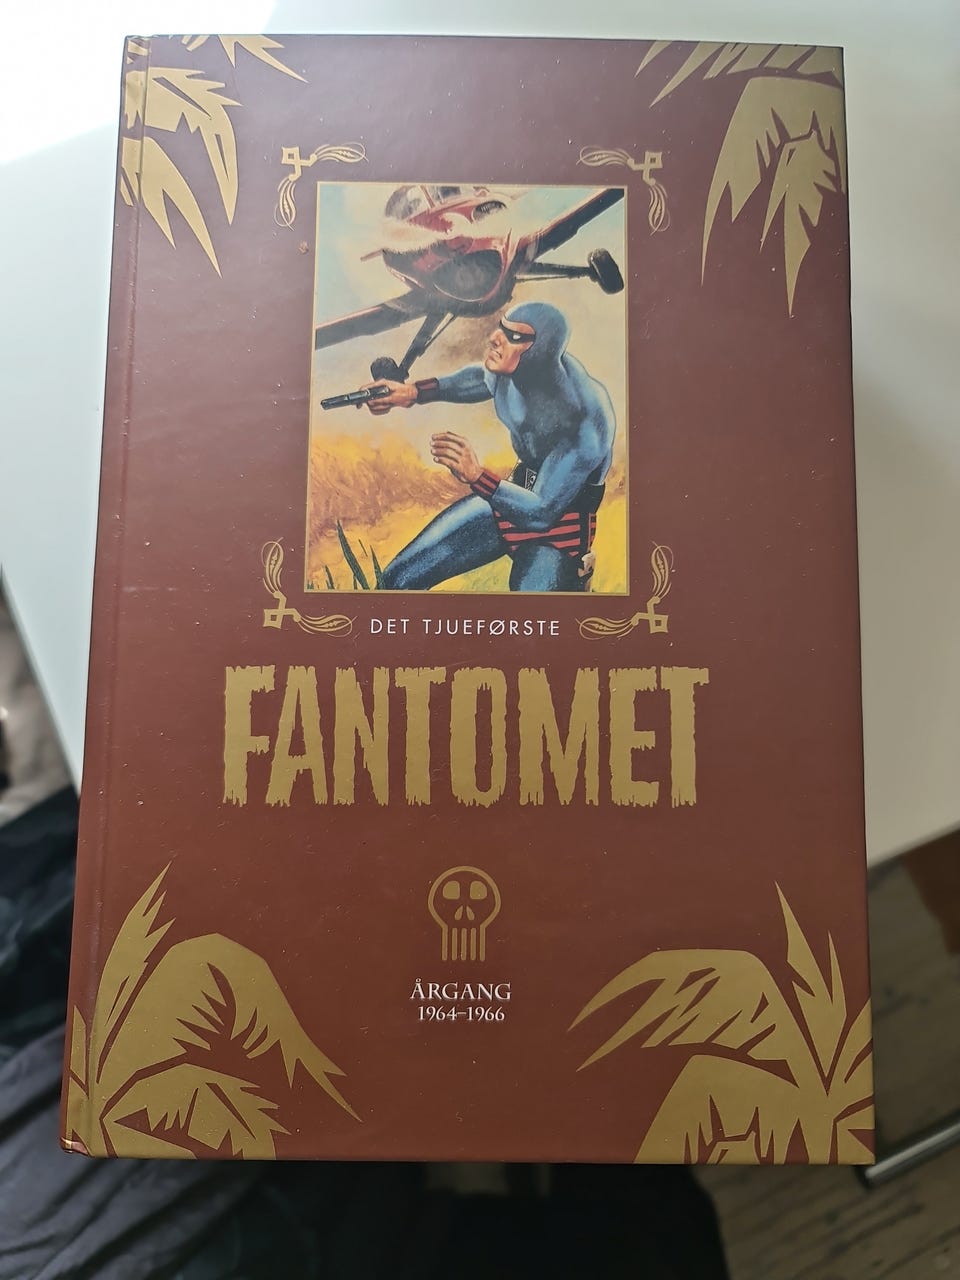 DET TJUEFØRSTE
FANTOMET
ÅRGANG
1964–1966